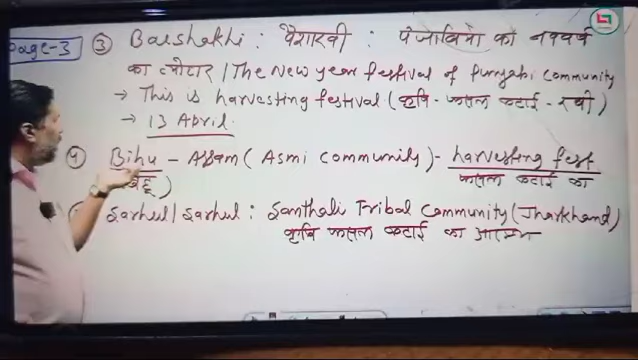 Page-3
③ Baishakhi : वैशाखी : पंजाबियों का नववर्ष
का त्योहार / The New year festival of Punjabi Community
→ This is harvesting festival (कृषि - फसल कटाई - रबी)
→ 13 April.
④ Bihu - Assam (Asmi Community) - harvesting fest
फसल कटाई का
Sarhul / Sarhul : Santhali Tribal Community (Jharkhand)
कृषि फसल कटाई का आरम्भ